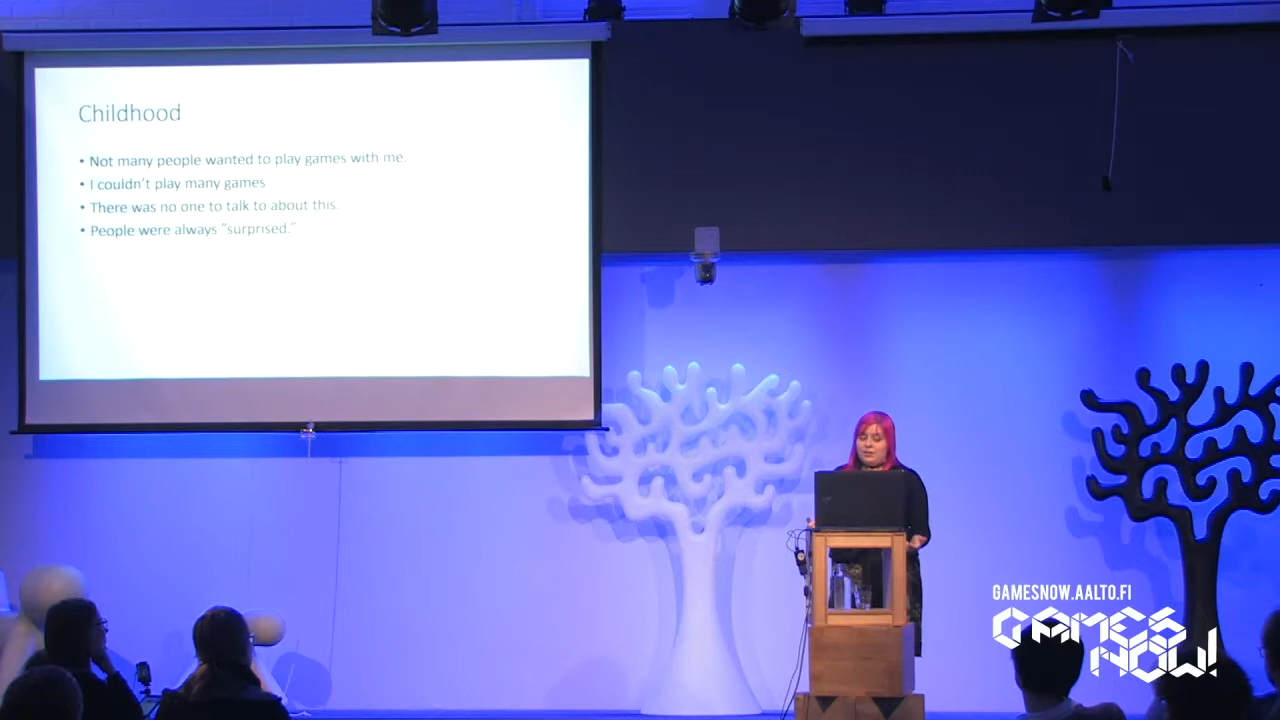 Childhood
• Not many people wanted to play games with me.
• I couldn't play many games
• There was no one to talk to about this.
• People were always "surprised."
GAMESNOW.AALTO.FI
GAMES
NOW!